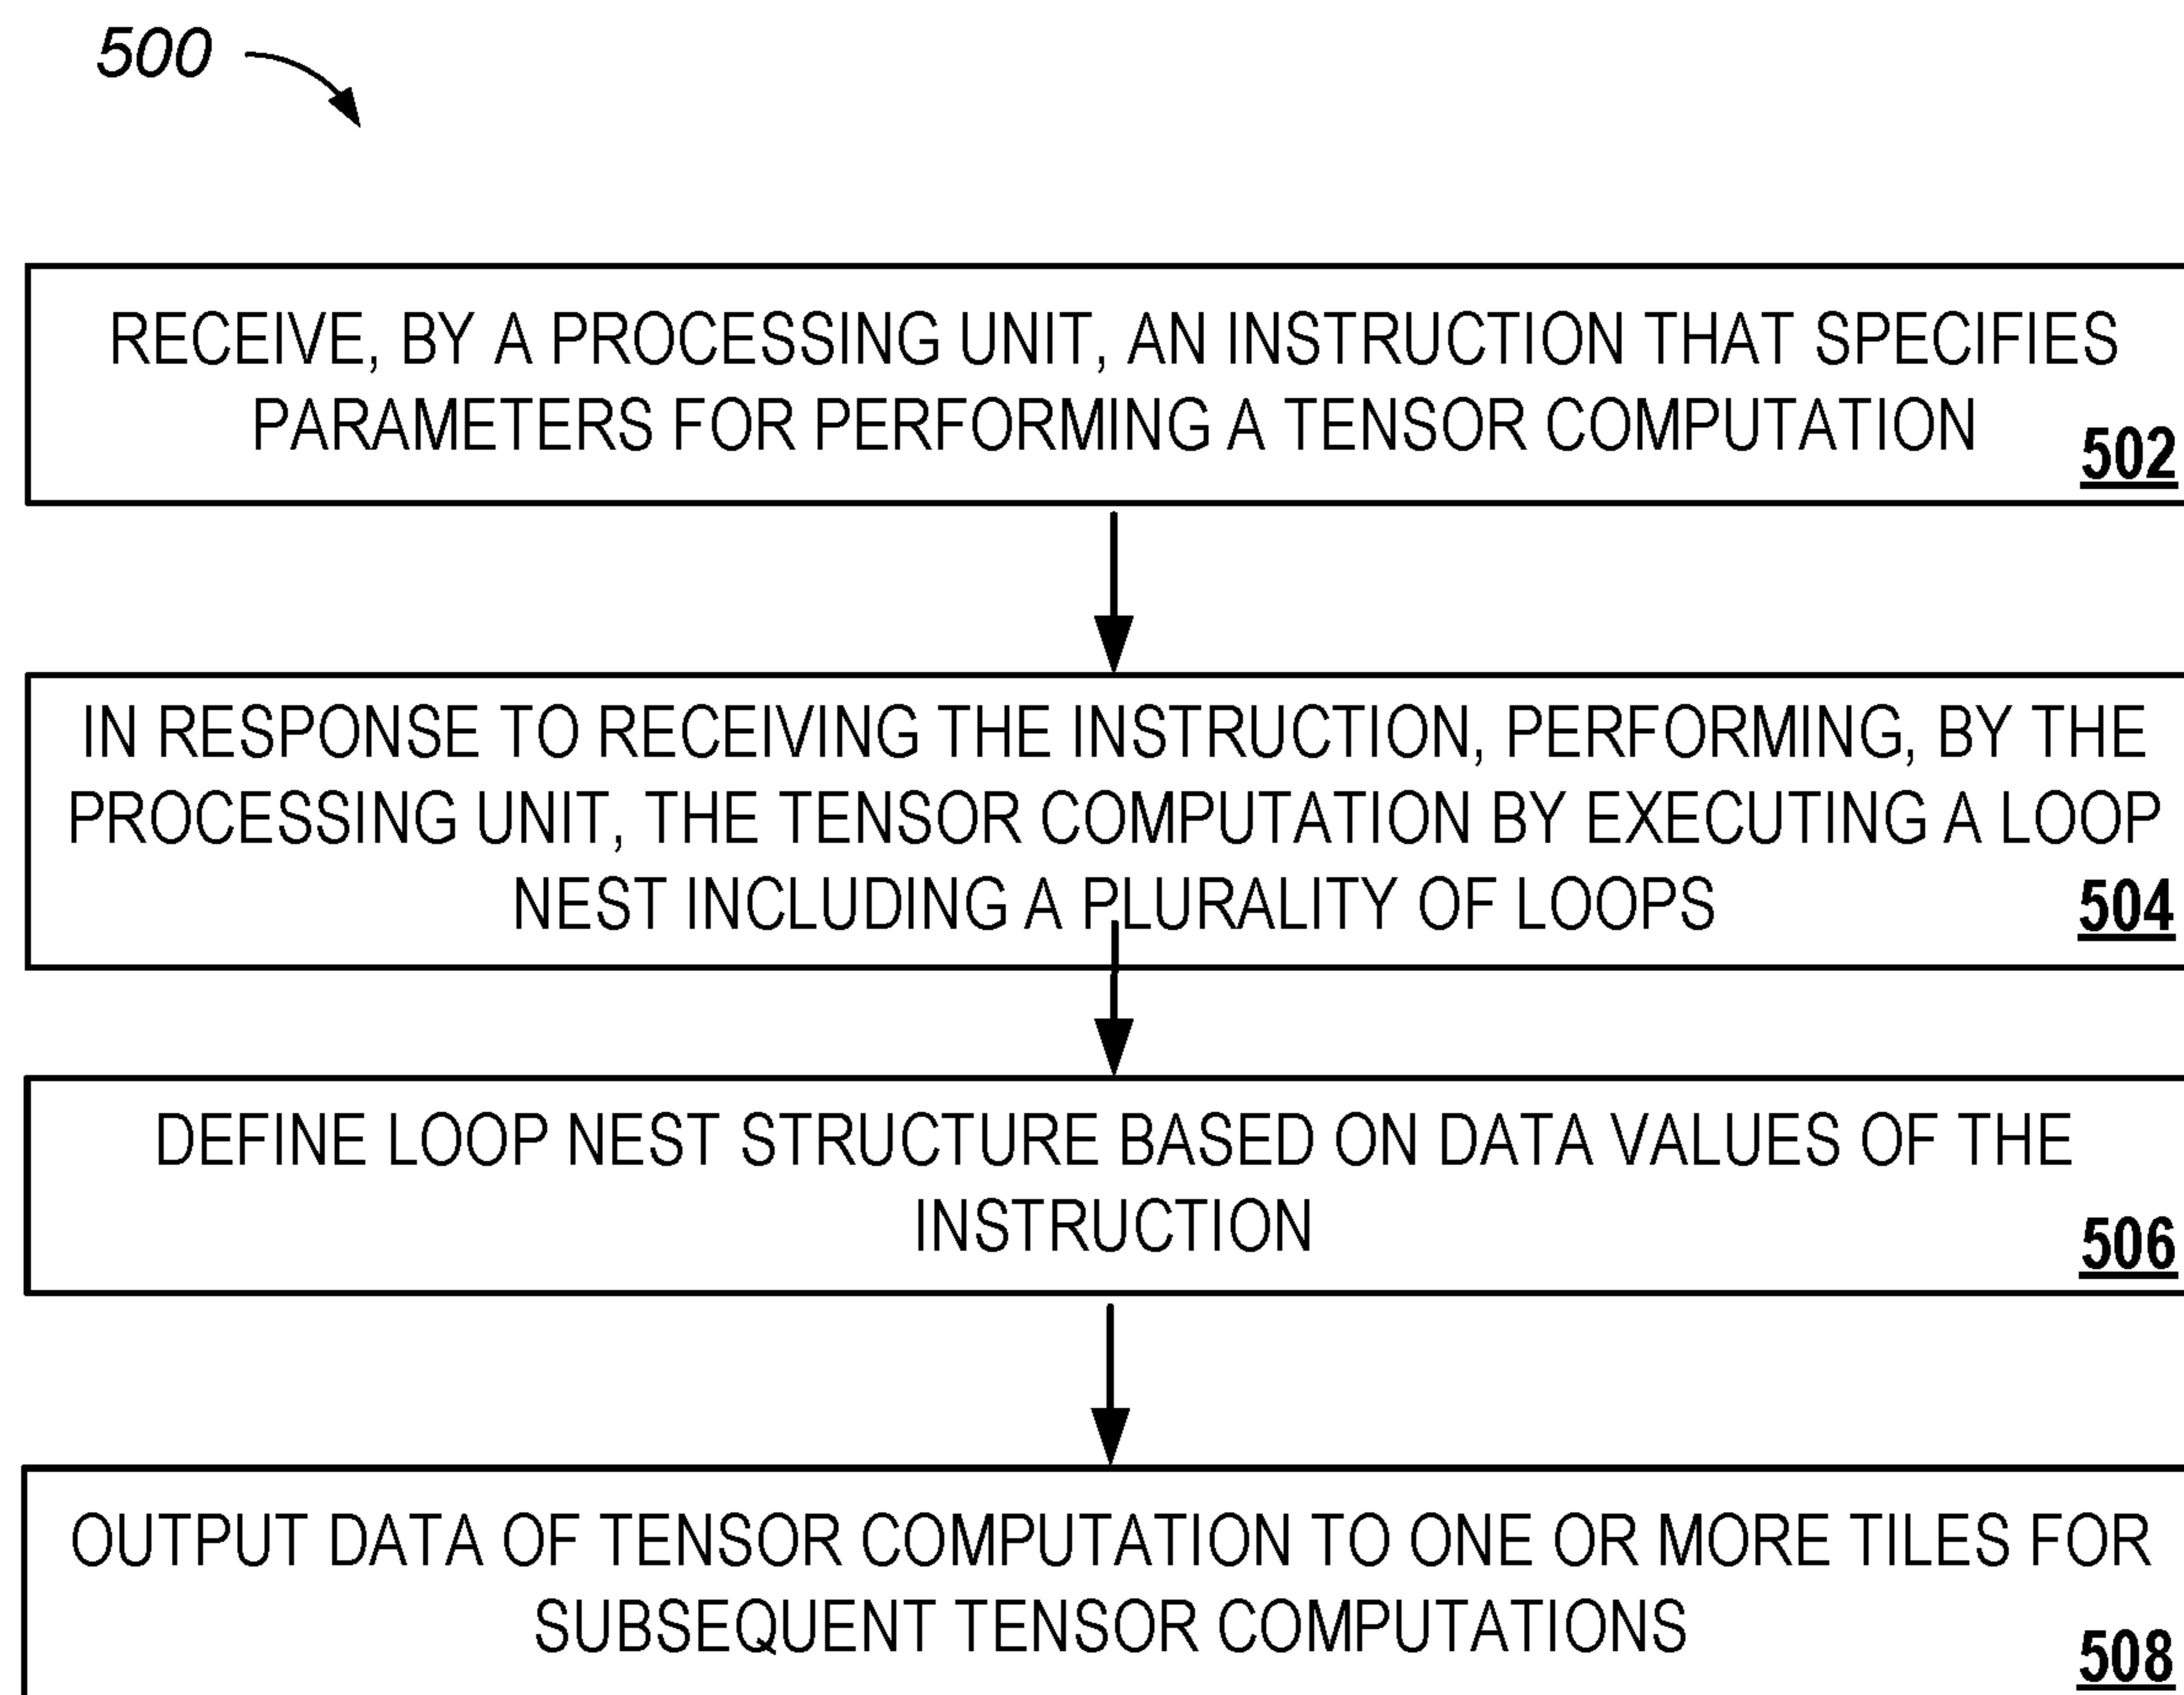 500
RECEIVE, BY A PROCESSING UNIT, AN INSTRUCTION THAT SPECIFIES
PARAMETERS FOR PERFORMING A TENSOR COMPUTATION
502
IN RESPONSE TO RECEIVING THE INSTRUCTION, PERFORMING, BY THE
PROCESSING UNIT, THE TENSOR COMPUTATION BY EXECUTING A LOOP
NEST INCLUDING A PLURALITY OF LOOPS
504
DEFINE LOOP NEST STRUCTURE BASED ON DATA VALUES OF THE
INSTRUCTION
506
OUTPUT DATA OF TENSOR COMPUTATION TO ONE OR MORE TILES FOR
SUBSEQUENT TENSOR COMPUTATIONS
508